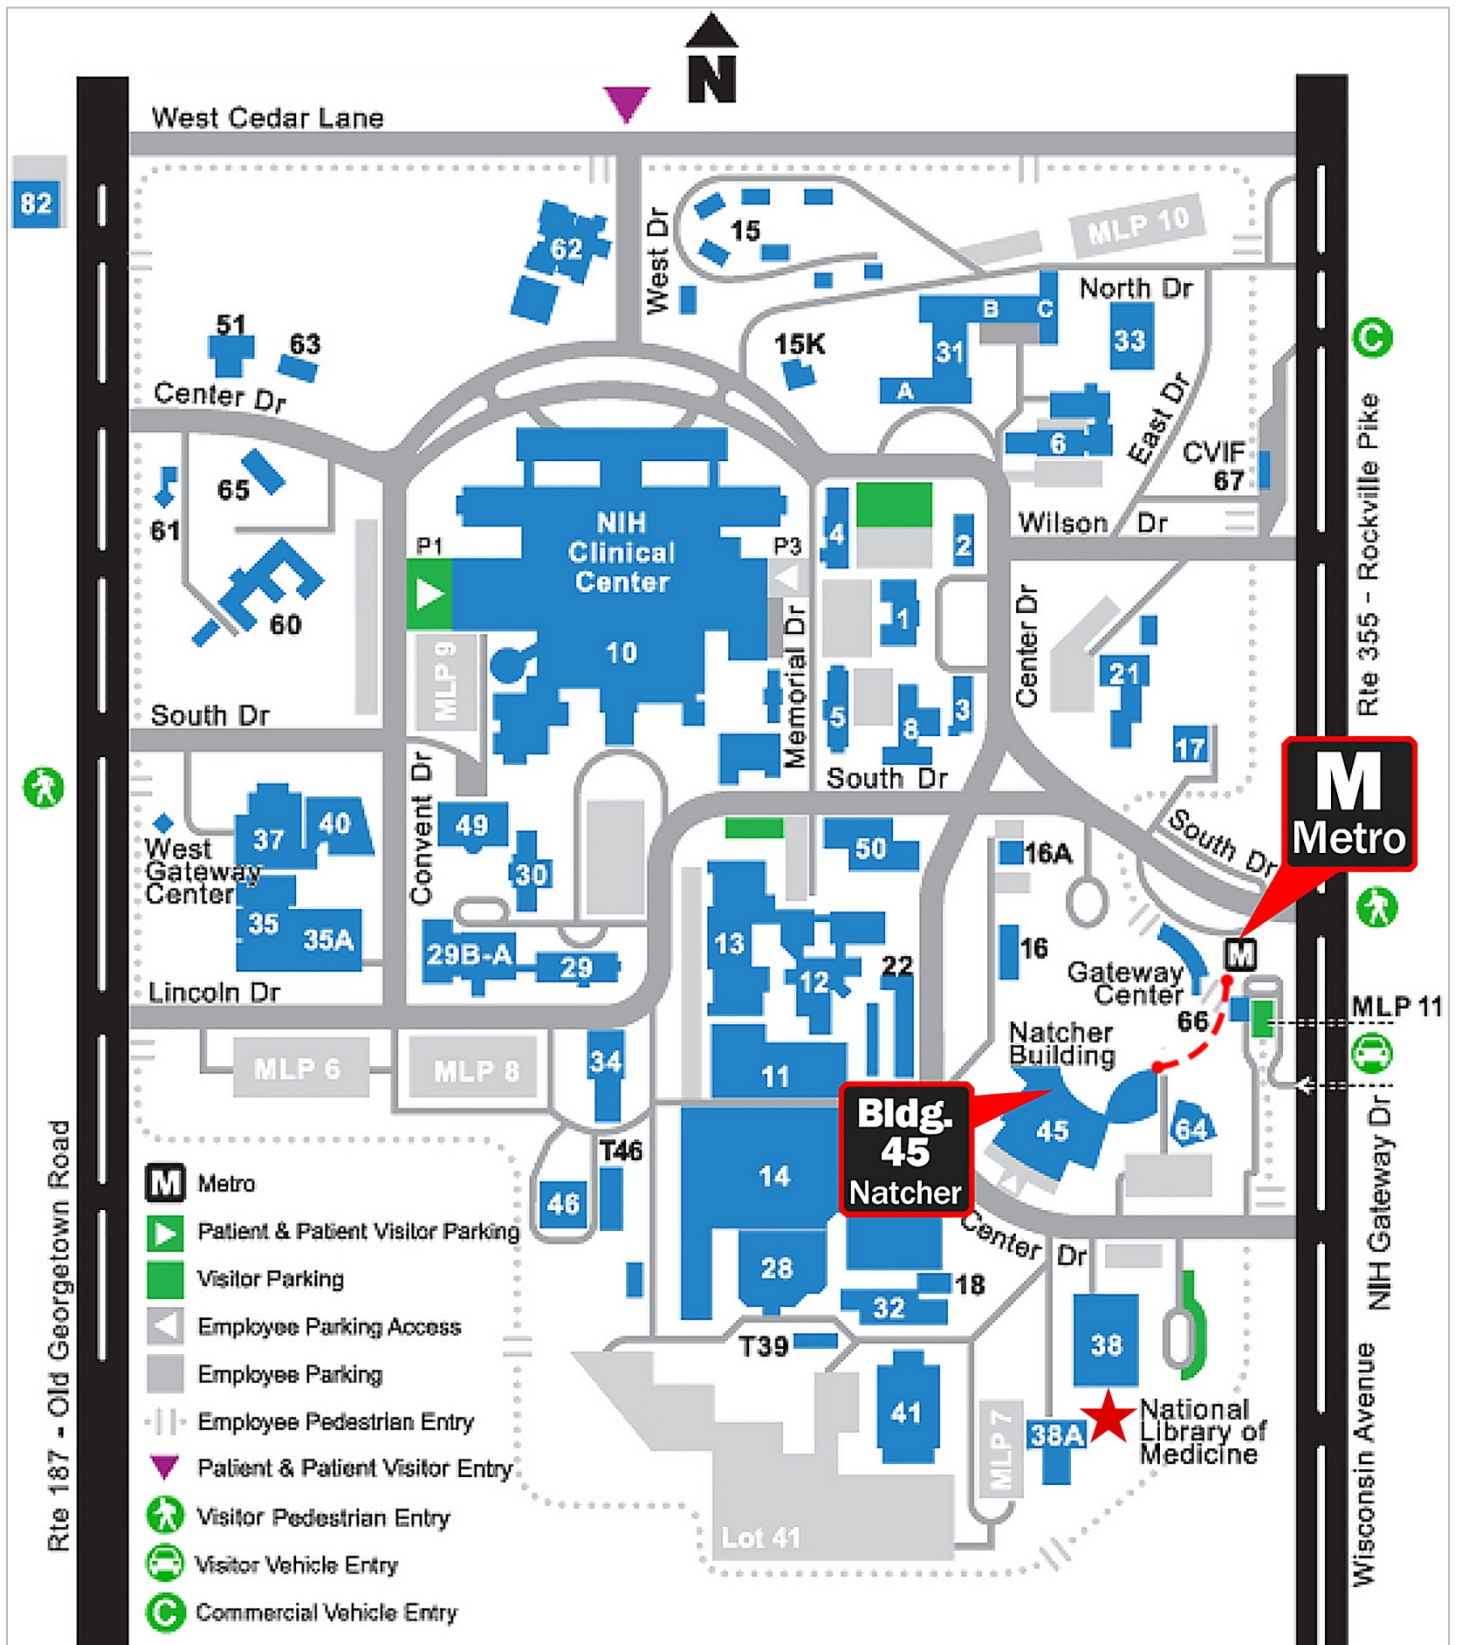 N
West Cedar Lane
82
62
West Dr
15
MLP 10
North Dr
B
C
33
31
A
15K
51
63
Center Dr
6
East Dr
CVIF
67
C
Rte 355 - Rockville Pike
65
61
60
P1
NIH
Clinical
Center
10
P3
4
2
Wilson Dr
1
Center Dr
MLP 9
Memorial Dr
5
8
3
21
17
South Dr
South Dr
Convent Dr
M
Metro
37
40
West
Gateway
Center
35
35A
49
30
50
16A
South Dr
29B-A
29
13
12
22
16
Gateway
Center
M
66
MLP 11
Lincoln Dr
Natcher
Building
MLP 6
MLP 8
34
11
Bldg.
45
Natcher
45
64
NIH Gateway Dr
T46
46
14
Center Dr
28
18
32
T39
38
41
MLP 7
38A
National
Library of
Medicine
Lot 41
Rte 187 - Old Georgetown Road
Wisconsin Avenue
M Metro
Patient & Patient Visitor Parking
Visitor Parking
Employee Parking Access
Employee Parking
Employee Pedestrian Entry
Patient & Patient Visitor Entry
Visitor Pedestrian Entry
Visitor Vehicle Entry
C Commercial Vehicle Entry